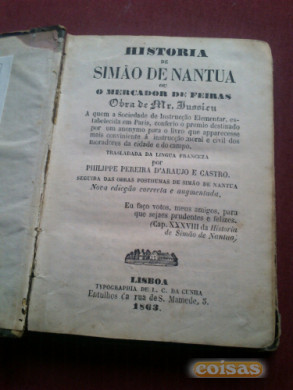 HISTORIA
DE
SIMÃO DE NANTUA
OU
O MERCADOR DE FEIRAS
Obra de Mr. Jussieu
A quem a Sociedade de Instrucção Elementar, es-
tabelecida em Paris, conferio o premio destinado
por um anonymo para o livro que apparecesse
mais conveniente á instrucção moral e civil dos
moradores da cidade e do campo.
TRASLADADA DA LINGUA FRANCEZA
por
PHILIPPE PEREIRA D'ARAUJO E CASTRO.
SEGUIDA DAS OBRAS POSTHUMAS DE SIMÃO DE NANTUA
Nova edição correcta e augmentada.
Eu faço votos, meus amigos, para
que sejaes prudentes e felizes.
(Cap. XXXVIII da Historia
de Simão de Nantua)
LISBOA
TYPOGRAPHIA DE L. C. DA CUNHA
Escadinhas da rua de S. Mamede, 3.
1863.
coisas